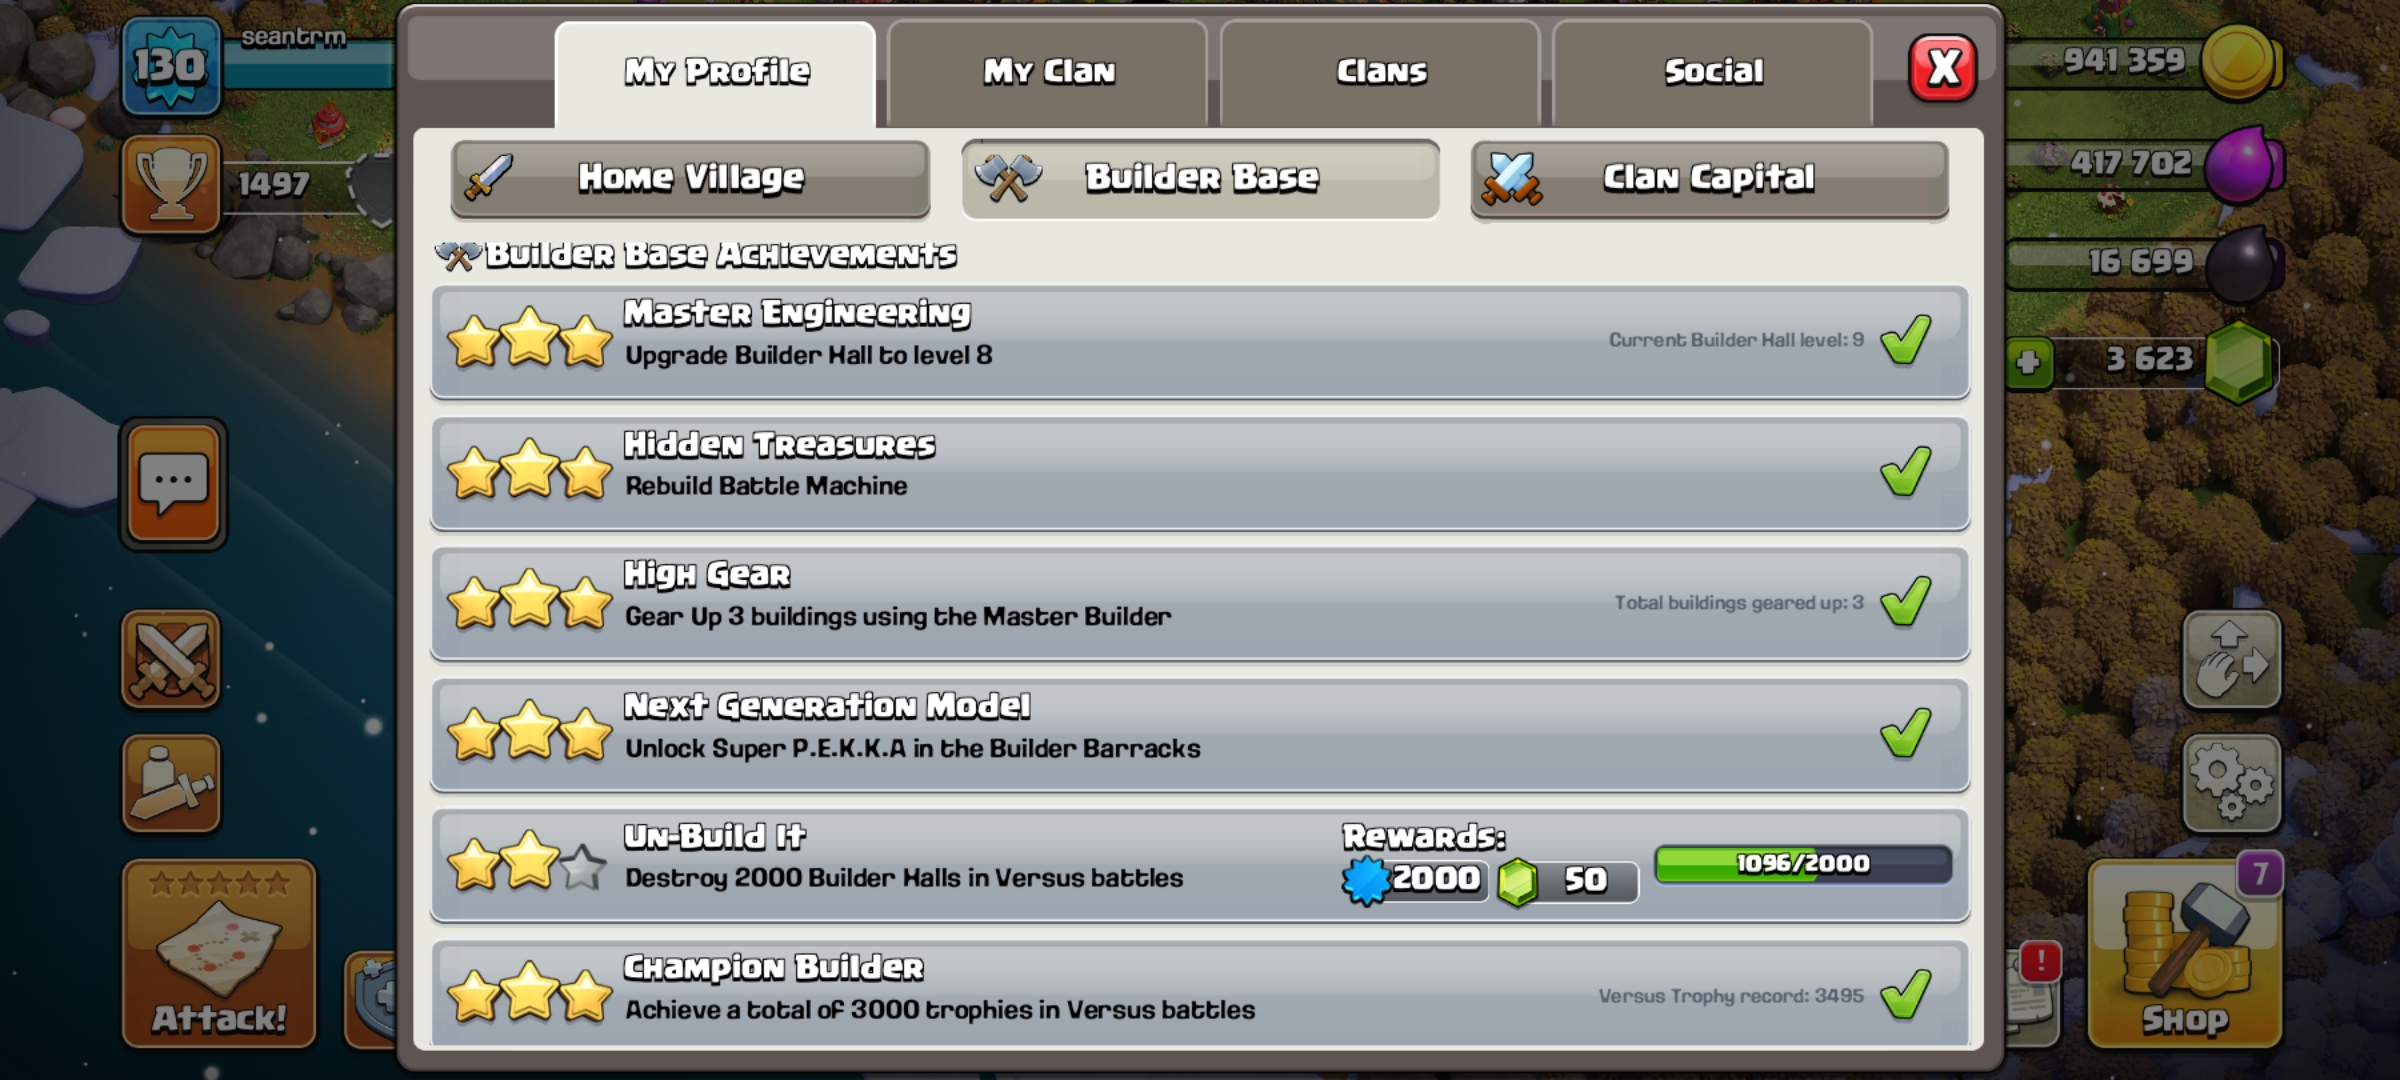 130
seantrm
1497
My Profile
My Clan
Clans
Social
X
941 359
417 702
16 699
3 623
Home Village
Builder Base
Clan Capital
Builder Base Achievements
Master Engineering
Upgrade Builder Hall to level 8
Current Builder Hall level: 9
Hidden Treasures
Rebuild Battle Machine
High Gear
Gear Up 3 buildings using the Master Builder
Total buildings geared up: 3
Next Generation Model
Unlock Super P.E.K.K.A in the Builder Barracks
Un-Build It
Destroy 2000 Builder Halls in Versus battles
Rewards:
2000
50
1096/2000
Champion Builder
Achieve a total of 3000 trophies in Versus battles
Versus Trophy record: 3495
Attack!
!
7
Shop